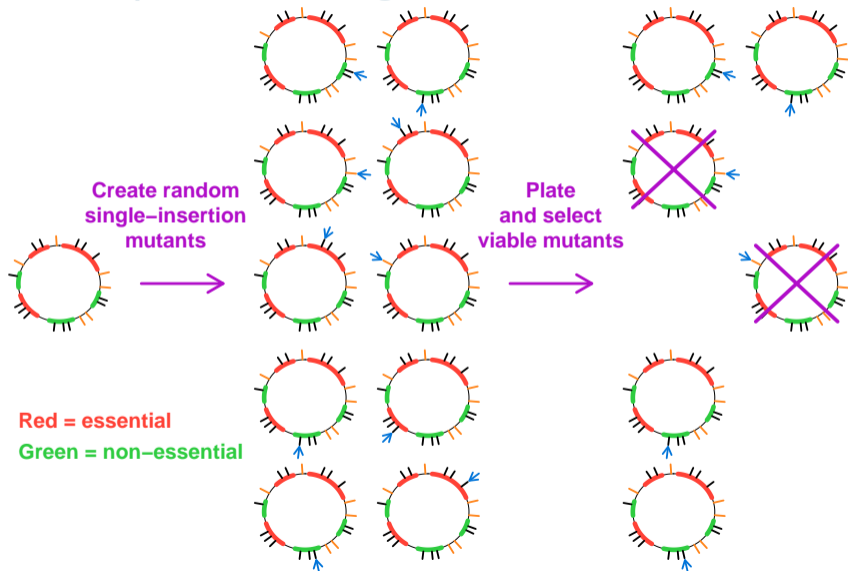 Create random
single−insertion
mutants
Plate
and select
viable mutants
Red = essential
Green = non−essential